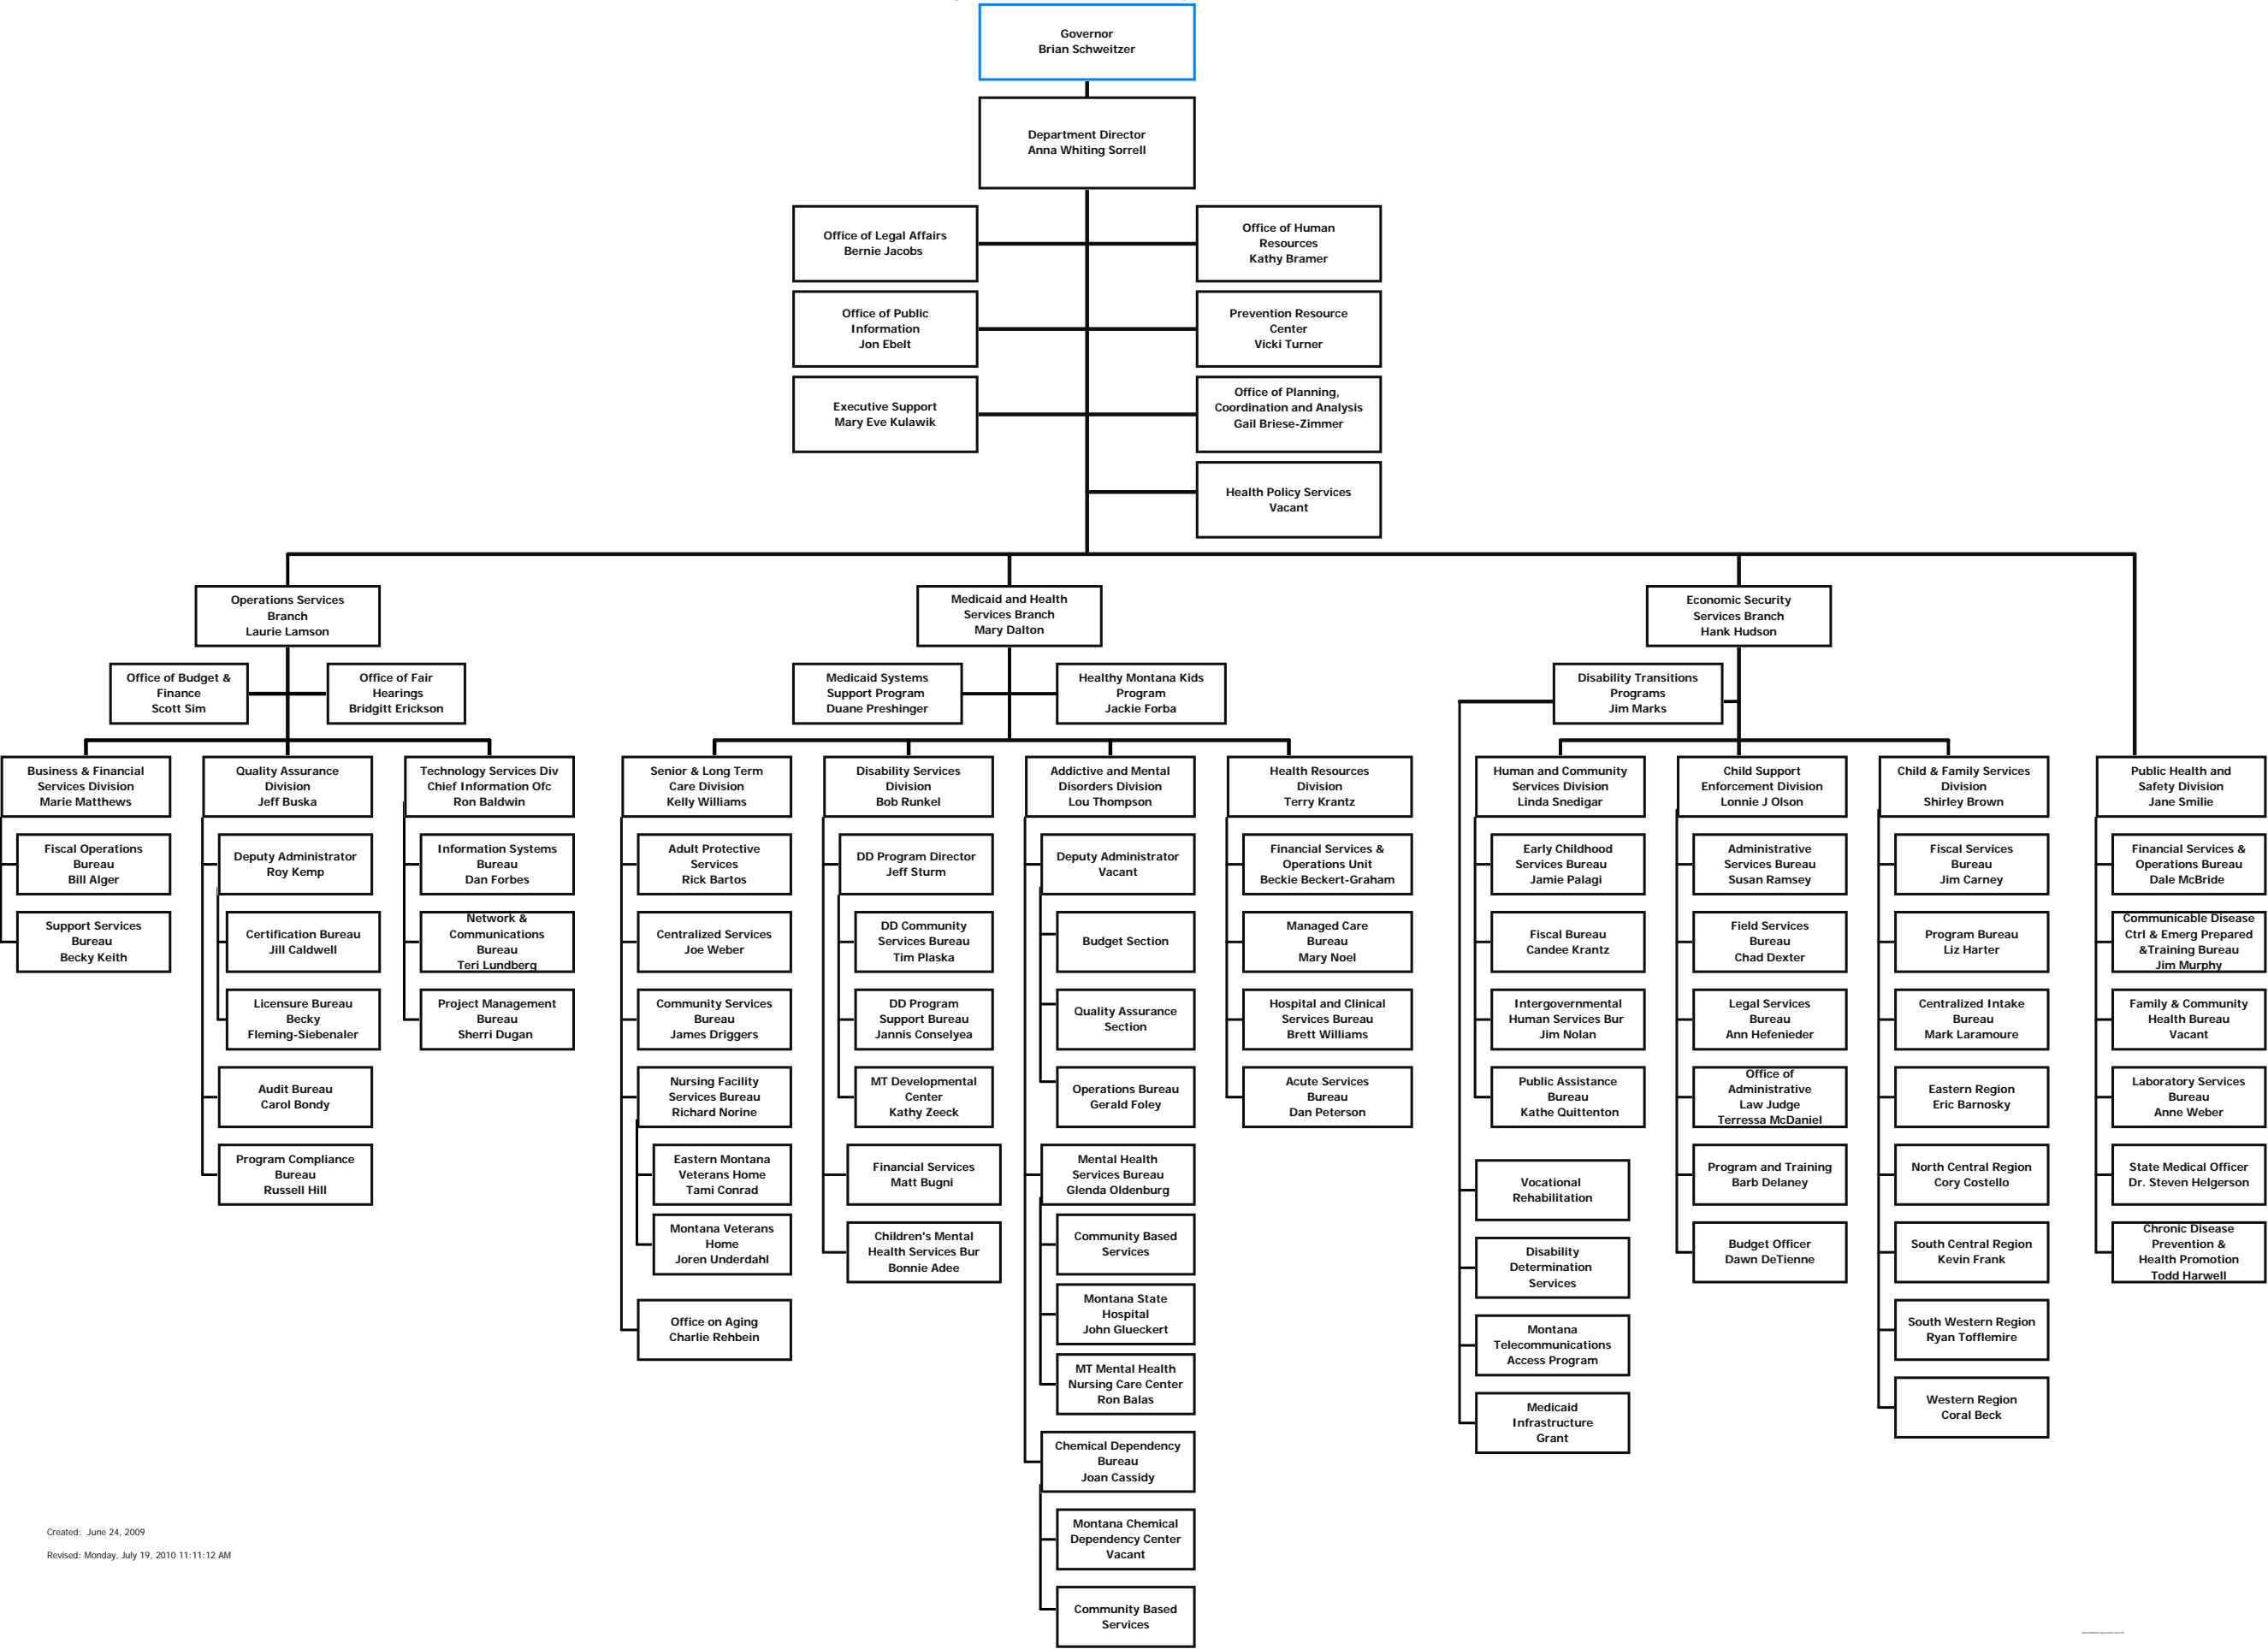 Governor
Brian Schweitzer
Department Director
Anna Whiting Sorrell
Office of Legal Affairs
Bernie Jacobs
Office of Human
Resources
Kathy Bramer
Office of Public
Information
Jon Ebelt
Prevention Resource
Center
Vicki Turner
Executive Support
Mary Eve Kulawik
Office of Planning,
Coordination and Analysis
Gail Briese-Zimmer
Health Policy Services
Vacant
Operations Services
Branch
Laurie Lamson
Office of Budget &
Finance
Scott Sim
Office of Fair
Hearings
Bridgitt Erickson
Business & Financial
Services Division
Marie Matthews
Fiscal Operations
Bureau
Bill Alger
Support Services
Bureau
Becky Keith
Quality Assurance
Division
Jeff Buska
Deputy Administrator
Roy Kemp
Certification Bureau
Jill Caldwell
Licensure Bureau
Becky
Fleming-Siebenaler
Audit Bureau
Carol Bondy
Program Compliance
Bureau
Russell Hill
Technology Services Div
Chief Information Ofc
Ron Baldwin
Information Systems
Bureau
Dan Forbes
Network &
Communications
Bureau
Teri Lundberg
Project Management
Bureau
Sherri Dugan
Medicaid and Health
Services Branch
Mary Dalton
Medicaid Systems
Support Program
Duane Preshinger
Healthy Montana Kids
Program
Jackie Forba
Senior & Long Term
Care Division
Kelly Williams
Adult Protective
Services
Rick Bartos
Centralized Services
Joe Weber
Community Services
Bureau
James Driggers
Nursing Facility
Services Bureau
Richard Norine
Eastern Montana
Veterans Home
Tami Conrad
Montana Veterans
Home
Joren Underdahl
Office on Aging
Charlie Rehbein
Disability Services
Division
Bob Runkel
DD Program Director
Jeff Sturm
DD Community
Services Bureau
Tim Plaska
DD Program
Support Bureau
Jannis Conselyea
MT Developmental
Center
Kathy Zeeck
Financial Services
Matt Bugni
Children's Mental
Health Services Bur
Bonnie Adee
Addictive and Mental
Disorders Division
Lou Thompson
Deputy Administrator
Vacant
Budget Section
Quality Assurance
Section
Operations Bureau
Gerald Foley
Mental Health
Services Bureau
Glenda Oldenburg
Community Based
Services
Montana State
Hospital
John Glueckert
MT Mental Health
Nursing Care Center
Ron Balas
Chemical Dependency
Bureau
Joan Cassidy
Montana Chemical
Dependency Center
Vacant
Community Based
Services
Health Resources
Division
Terry Krantz
Financial Services &
Operations Unit
Beckie Beckert-Graham
Managed Care
Bureau
Mary Noel
Hospital and Clinical
Services Bureau
Brett Williams
Acute Services
Bureau
Dan Peterson
Economic Security
Services Branch
Hank Hudson
Disability Transitions
Programs
Jim Marks
Human and Community
Services Division
Linda Snedigar
Early Childhood
Services Bureau
Jamie Palagi
Fiscal Bureau
Candee Krantz
Intergovernmental
Human Services Bur
Jim Nolan
Public Assistance
Bureau
Kathe Quittenton
Vocational
Rehabilitation
Disability
Determination
Services
Montana
Telecommunications
Access Program
Medicaid
Infrastructure
Grant
Child Support
Enforcement Division
Lonnie J Olson
Administrative
Services Bureau
Susan Ramsey
Field Services
Bureau
Chad Dexter
Legal Services
Bureau
Ann Hefenieder
Office of
Administrative
Law Judge
Terressa McDaniel
Program and Training
Barb Delaney
Budget Officer
Dawn DeTienne
Child & Family Services
Division
Shirley Brown
Fiscal Services
Bureau
Jim Carney
Program Bureau
Liz Harter
Centralized Intake
Bureau
Mark Laramoure
Eastern Region
Eric Barnosky
North Central Region
Cory Costello
South Central Region
Kevin Frank
South Western Region
Ryan Tofflemire
Western Region
Coral Beck
Public Health and
Safety Division
Jane Smilie
Financial Services &
Operations Bureau
Dale McBride
Communicable Disease
Ctrl & Emerg Prepared
&Training Bureau
Jim Murphy
Family & Community
Health Bureau
Vacant
Laboratory Services
Bureau
Anne Weber
State Medical Officer
Dr. Steven Helgerson
Chronic Disease
Prevention &
Health Promotion
Todd Harwell
Created: June 24, 2009
Revised: Monday, July 19, 2010 11:11:12 AM